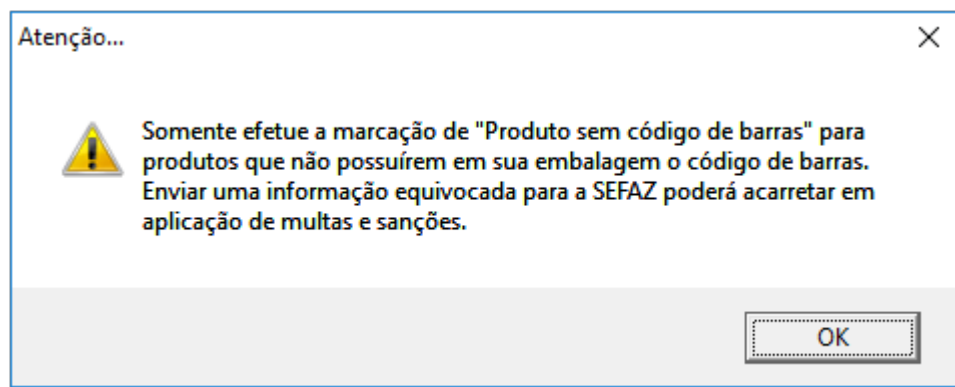 Atenção...
Somente efetue a marcação de "Produto sem código de barras" para
produtos que não possuírem em sua embalagem o código de barras.
Enviar uma informação equivocada para a SEFAZ poderá acarretar em
aplicação de multas e sanções.
OK